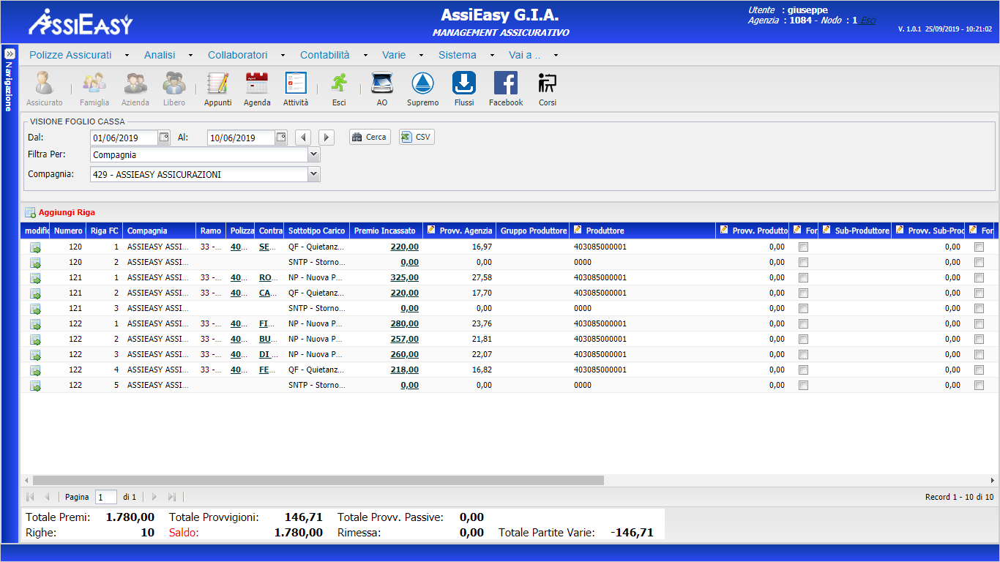 ASSIEASY
AssiEasy G.I.A.
MANAGEMENT ASSICURATIVO
Utente : giuseppe
Agenzia : 1084 - Nodo : 1 Esci
V. 1.0.1 25/09/2019 - 10:21:02
Navigazione
Polizze Assicurati Analisi Collaboratori Contabilità Varie Sistema Vai a ..
Assicurato Famiglia Azienda Libero Appunti Agenda Attività Esci AO Supremo Flussi Facebook Corsi
VISIONE FOGLIO CASSA
Dal: 01/06/2019 Al: 10/06/2019 Cerca CSV
Filtra Per: Compagnia
Compagnia: 429 - ASSIEASY ASSICURAZIONI
Aggiungi Riga
modific Numero Riga FC Compagnia Ramo Polizza Contra Sottotipo Carico Premio Incassato Provv. Agenzia Gruppo Produttore Produttore Provv. Produtto For Sub-Produttore Provv. Sub-Proc For
120 1 ASSIEASY ASSI... 33 -... 40... SE... QF - Quietanz... 220,00 16,97 403085000001 0,00 0,00
120 2 ASSIEASY ASSI... SNTP - Storno... 0,00 0,00 0000 0,00 0,00
121 1 ASSIEASY ASSI... 33 -... 40... RO... NP - Nuova P... 325,00 27,58 403085000001 0,00 0,00
121 2 ASSIEASY ASSI... 33 -... 40... CA... QF - Quietanz... 220,00 17,70 403085000001 0,00 0,00
121 3 ASSIEASY ASSI... SNTP - Storno... 0,00 0,00 0000 0,00 0,00
122 1 ASSIEASY ASSI... 33 -... 40... FI... NP - Nuova P... 280,00 23,76 403085000001 0,00 0,00
122 2 ASSIEASY ASSI... 33 -... 40... BU... NP - Nuova P... 257,00 21,81 403085000001 0,00 0,00
122 3 ASSIEASY ASSI... 33 -... 40... DI ... NP - Nuova P... 260,00 22,07 403085000001 0,00 0,00
122 4 ASSIEASY ASSI... 33 -... 40... FE... QF - Quietanz... 218,00 16,82 403085000001 0,00 0,00
122 5 ASSIEASY ASSI... SNTP - Storno... 0,00 0,00 0000 0,00 0,00
Pagina 1 di 1 Record 1 - 10 di 10
Totale Premi: 1.780,00 Totale Provvigioni: 146,71 Totale Provv. Passive: 0,00
Righe: 10 Saldo: 1.780,00 Rimessa: 0,00 Totale Partite Varie: -146,71